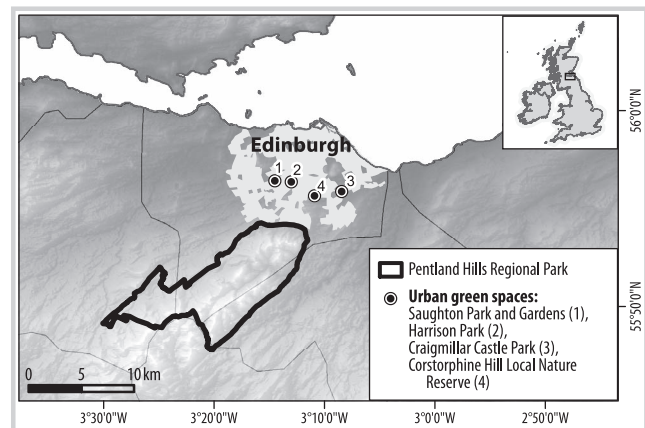 Edinburgh
1 2 3
4
56°0'0"N
55°50'0"N
Pentland Hills Regional Park
Urban green spaces:
Saughton Park and Gardens (1),
Harrison Park (2),
Craigmillar Castle Park (3),
Corstorphine Hill Local Nature
Reserve (4)
0 5 10 km
3°30'0"W 3°20'0"W 3°10'0"W 3°0'0"W 2°50'0"W